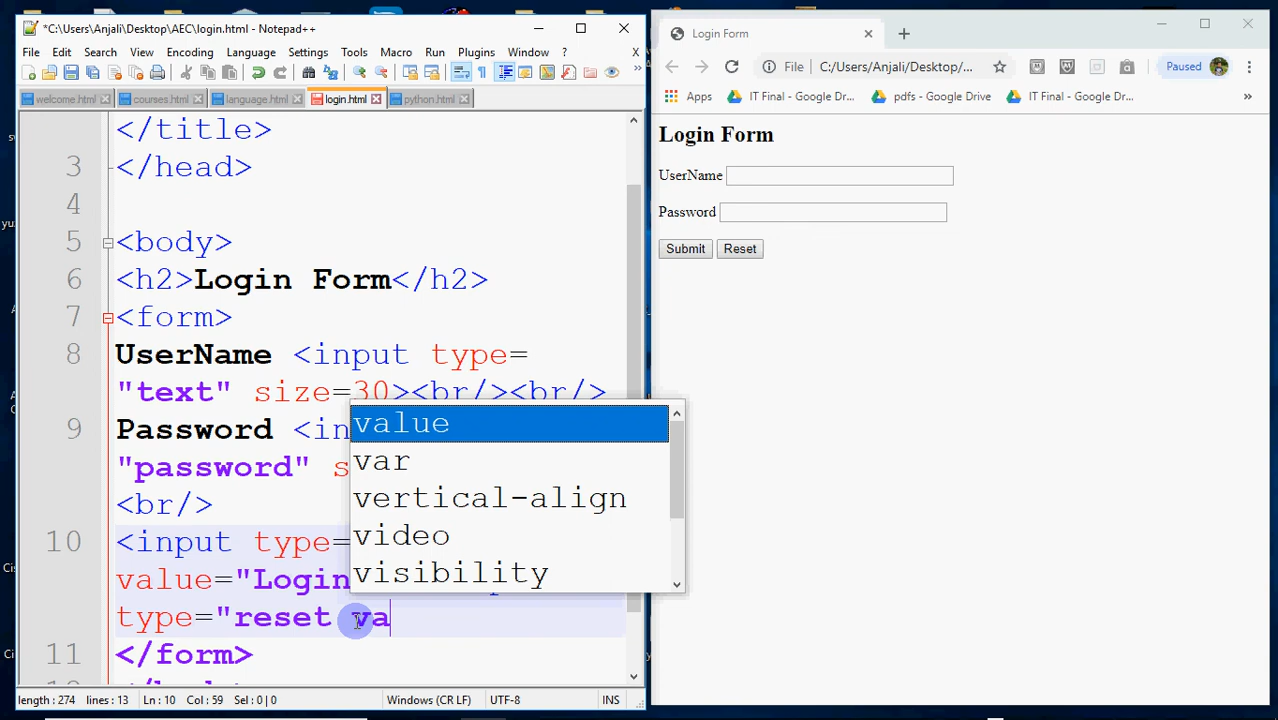 *C:\Users\Anjali\Desktop\AEC\login.html - Notepad++
File Edit Search View Encoding Language Settings Tools Macro Run Plugins Window ? X
welcome.html courses.html language.html login.html python.html
</title>
3 </head>
4
5 <body>
6 <h2>Login Form</h2>
7 <form>
8 UserName <input type=
"text" size=30><br/><br/>
9 Password <in
"password" s
<br/>
10 <input type=
value="Login
type="reset va
11 </form>
value
var
vertical-align
video
visibility
length : 274 lines : 13 Ln : 10 Col : 59 Sel : 0 | 0 Windows (CR LF) UTF-8 INS
Login Form
File C:/Users/Anjali/Desktop/... Paused
Apps IT Final - Google Dr... pdfs - Google Drive IT Final - Google Dr...
Login Form
UserName
Password
Submit Reset